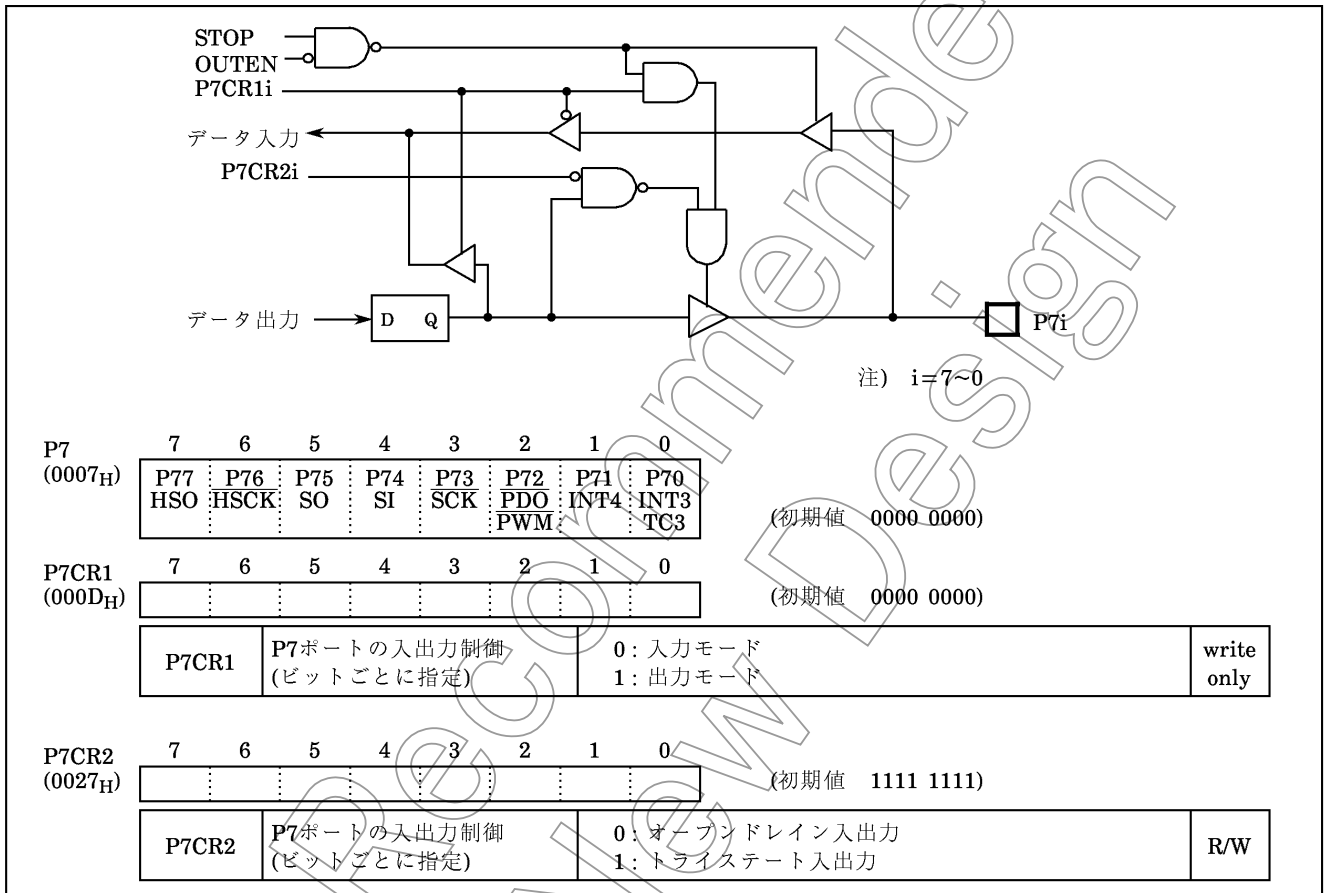 STOP
OUTEN
P7CR1i
データ入力
P7CR2i
データ出力
D Q
P7i
注) i=7~0
P7
(0007H)
7 6 5 4 3 2 1 0
P77 P76 P75 P74 P73 P72 P71 P70
HSO HSCK SO SI SCK PDO INT4 INT3
PWM TC3
(初期値 0000 0000)
P7CR1
(000DH)
7 6 5 4 3 2 1 0
(初期値 0000 0000)
P7CR1
P7ポートの入出力制御
(ビットごとに指定)
0: 入力モード
1: 出力モード
write
only
P7CR2
(0027H)
7 6 5 4 3 2 1 0
(初期値 1111 1111)
P7CR2
P7ポートの入出力制御
(ビットごとに指定)
0: オープンドレイン入出力
1: トライステート入出力
R/W
Recommende
New Design